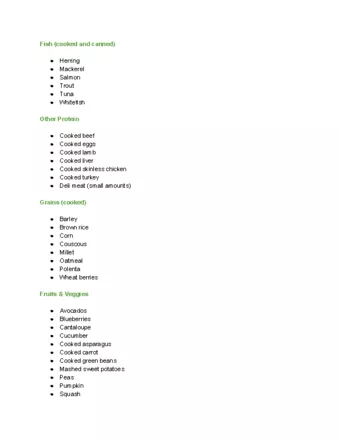 Fish (cooked and canned)
Herring
Mackerel
Salmon
Trout
Tuna
Whitefish
Other Protein
Cooked beef
Cooked eggs
Cooked lamb
Cooked liver
Cooked skinless chicken
Cooked turkey
Deli meat (small amounts)
Grains (cooked)
Barley
Brown rice
Corn
Couscous
Millet
Oatmeal
Polenta
Wheat berries
Fruits & Veggies
Avocados
Blueberries
Cantaloupe
Cucumber
Cooked asparagus
Cooked carrot
Cooked green beans
Mashed sweet potatoes
Peas
Pumpkin
Squash